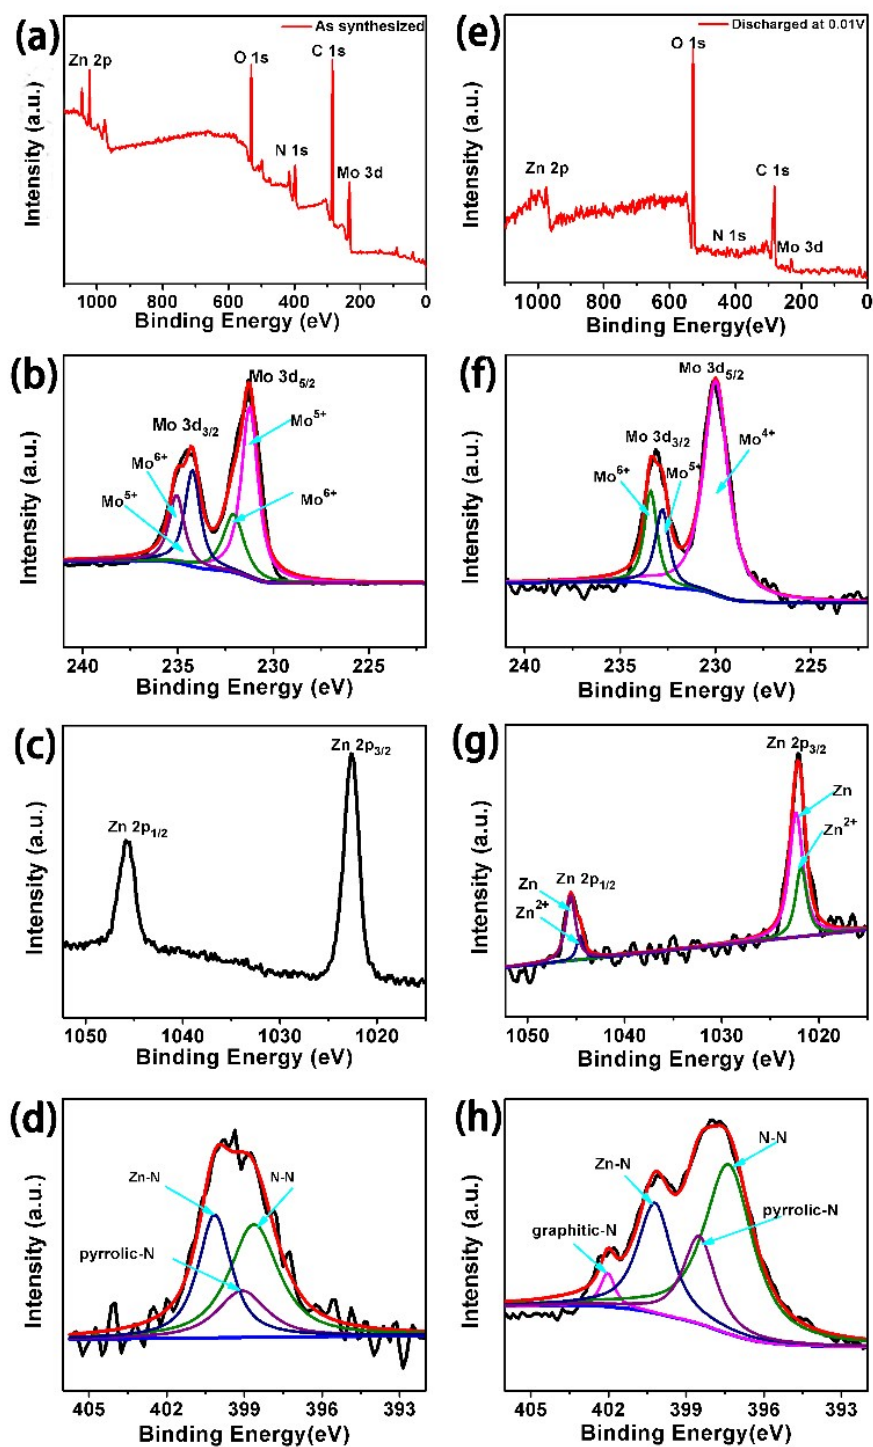 (a)
As synthesized
C 1s
Zn 2p
O 1s
N 1s
Mo 3d
Intensity (a.u.)
1000 800 600 400 200 0
Binding Energy (eV)
(e)
Discharged at 0.01V
O 1s
Zn 2p
C 1s
N 1s
Mo 3d
Intensity (a.u.)
1000 800 600 400 200 0
Binding Energy(eV)
(b)
Mo 3d5/2
Mo 3d3/2
Mo5+
Mo6+
Mo5+
Mo6+
Intensity (a.u.)
240 235 230 225
Binding Energy (eV)
(f)
Mo 3d5/2
Mo 3d3/2
Mo4+
Mo6+
Mo5+
Intensity (a.u.)
240 235 230 225
Binding Energy (eV)
(c)
Zn 2p3/2
Zn 2p1/2
Intensity (a.u.)
1050 1040 1030 1020
Binding Energy (eV)
(g)
Zn 2p3/2
Zn
Zn2+
Zn 2p1/2
Zn
Zn2+
Intensity (a.u.)
1050 1040 1030 1020
Binding Energy (eV)
(d)
Zn-N
N-N
pyrrolic-N
Intensity (a.u.)
405 402 399 396 393
Binding Energy(eV)
(h)
N-N
Zn-N
pyrrolic-N
graphitic-N
Intensity (a.u.)
405 402 399 396 393
Binding Energy(eV)